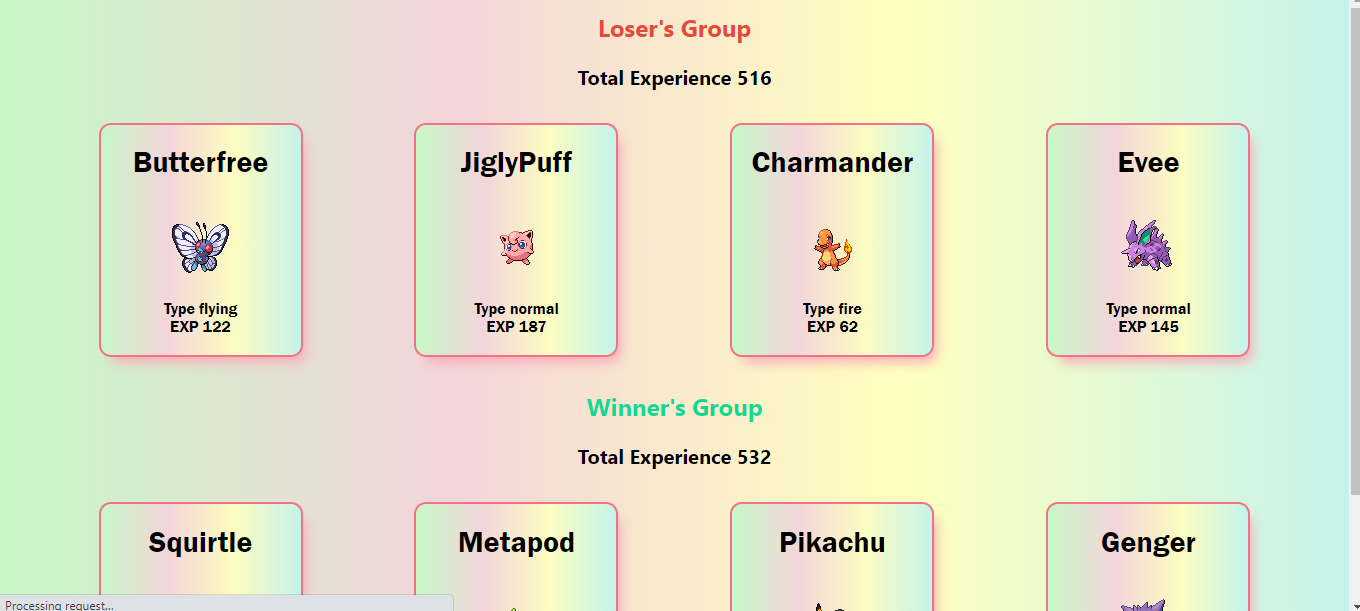 Loser's Group
Total Experience 516
Butterfree
JiglyPuff
Charmander
Evee
Type flying
EXP 122
Type normal
EXP 187
Type fire
EXP 62
Type normal
EXP 145
Winner's Group
Total Experience 532
Squirtle
Metapod
Pikachu
Genger
Processing request...